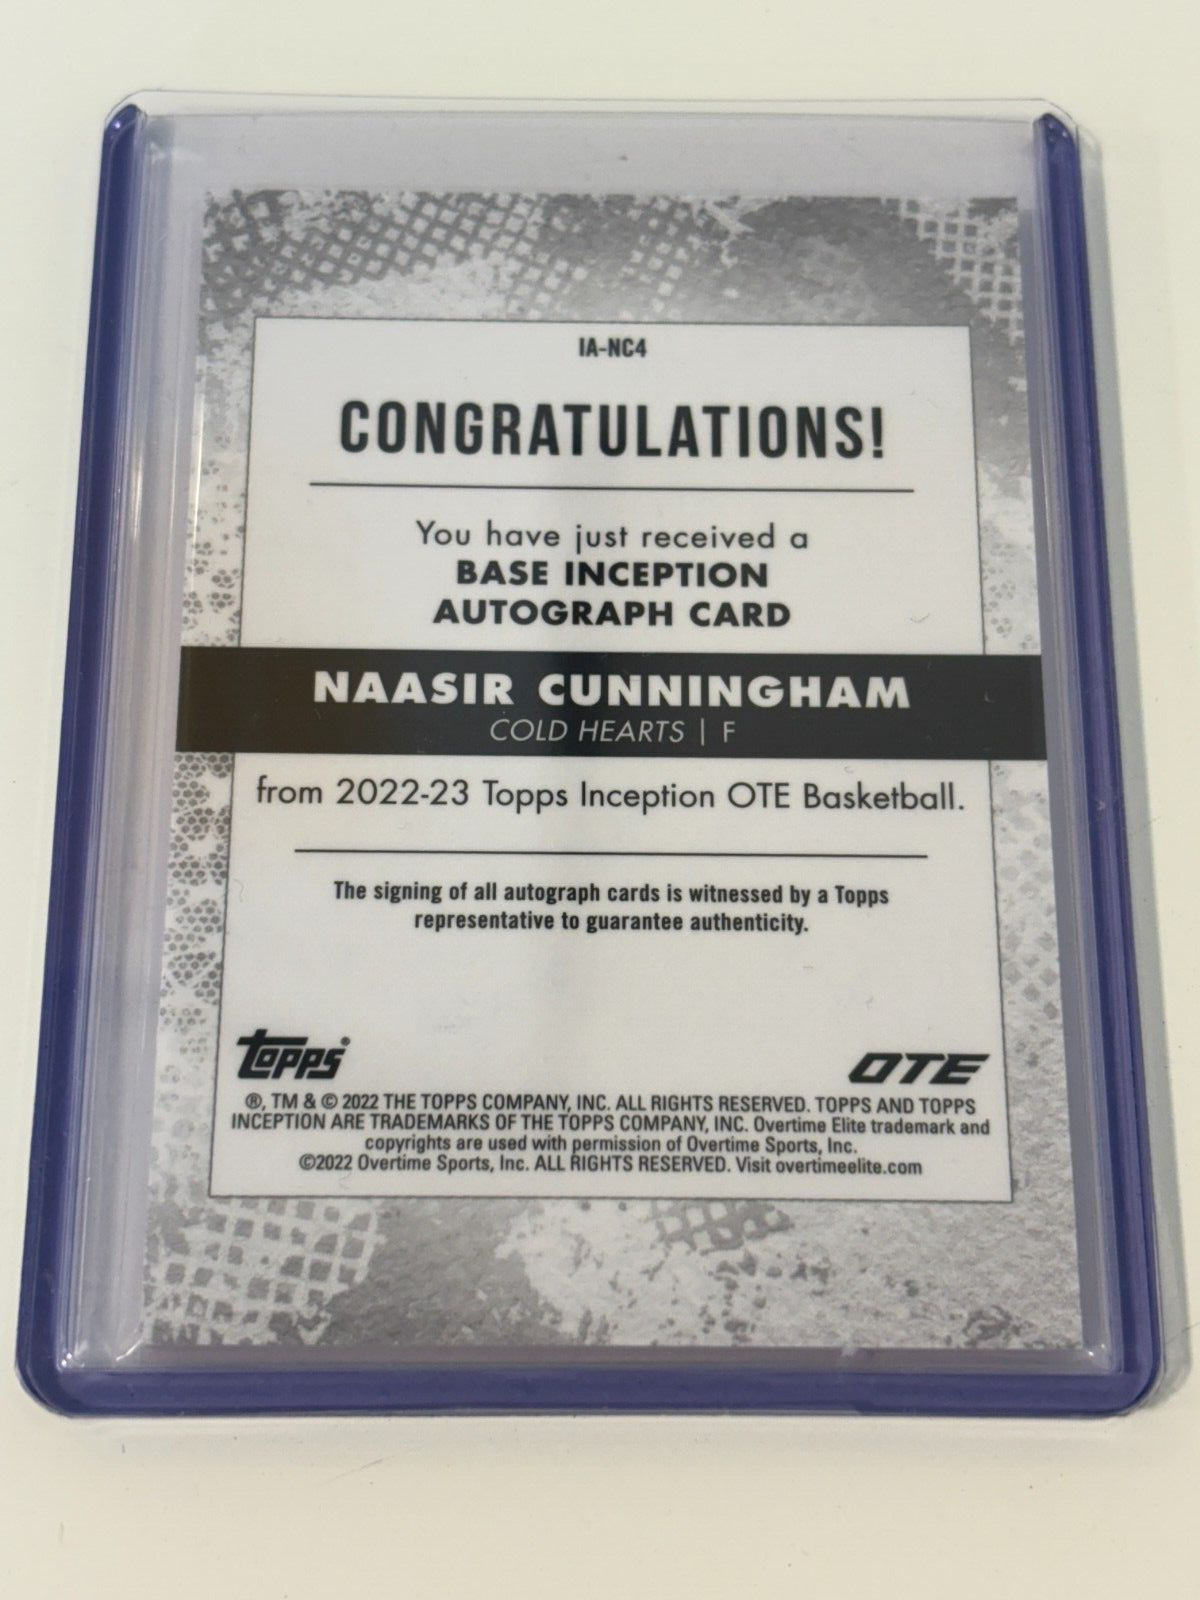 IA-NC4
CONGRATULATIONS!
You have just received a
BASE INCEPTION
AUTOGRAPH CARD
NAASIR CUNNINGHAM
COLD HEARTS | F
from 2022-23 Topps Inception OTE Basketball.
The signing of all autograph cards is witnessed by a Topps
representative to guarantee authenticity.
topps® OTE
®, TM & © 2022 THE TOPPS COMPANY, INC. ALL RIGHTS RESERVED. TOPPS AND TOPPS
INCEPTION ARE TRADEMARKS OF THE TOPPS COMPANY, INC. Overtime Elite trademark and
copyrights are used with permission of Overtime Sports, Inc.
©2022 Overtime Sports, Inc. ALL RIGHTS RESERVED. Visit overtimeelite.com